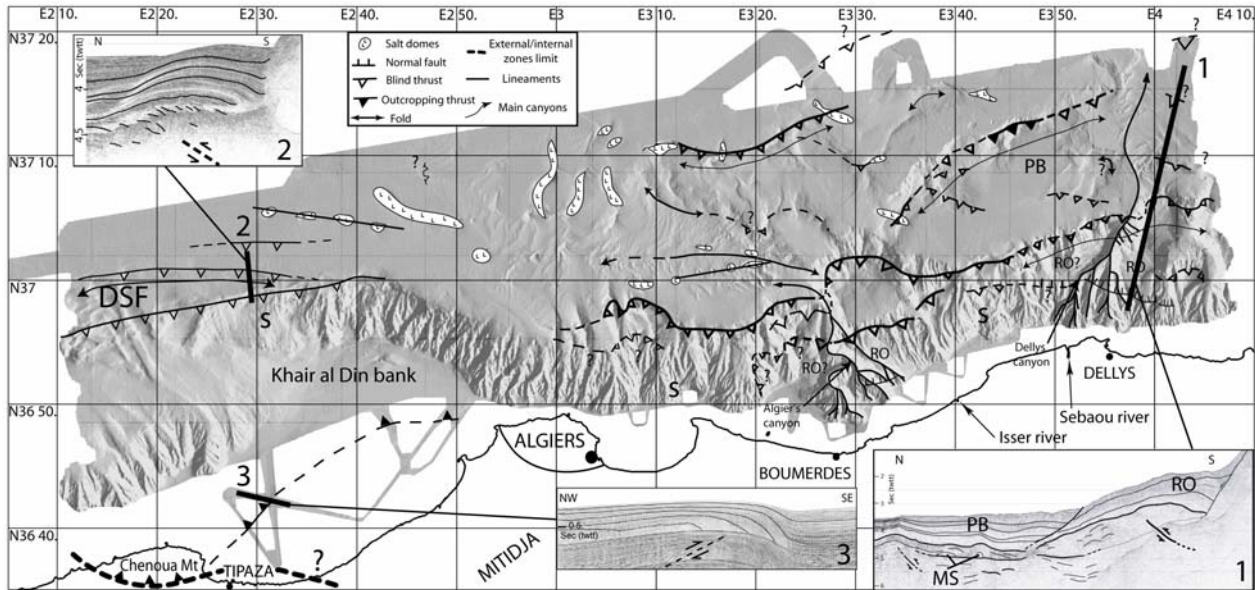 E2 10.
E2 20.
E2 30.
E2 40.
E2 50.
E3
E3 10.
E3 20.
E3 30.
E3 40.
E3 50.
E4
E4 10.
N37 20.
N37 10.
N37
N36 50.
N36 40.
N
S
Sec (twtt)
4
4.5
2
Salt domes
Normal fault
Blind thrust
Outcropping thrust
Fold
External/internal
zones limit
Lineaments
Main canyons
?
?
?
?
1
PB
?
?
2
?
?
DSF
S
RO?
RO
?
Khair al Din bank
?
?
?
RO?
RO
S
S
Algier's
canyon
Dellys
canyon
DELLYS
Sebaou river
Isser river
ALGIERS
BOUMERDES
3
MITIDJA
Chenoua Mt
TIPAZA
?
NW
SE
0.6
Sec (twtt)
3
N
S
Sec (twtt)
RO
PB
MS
1